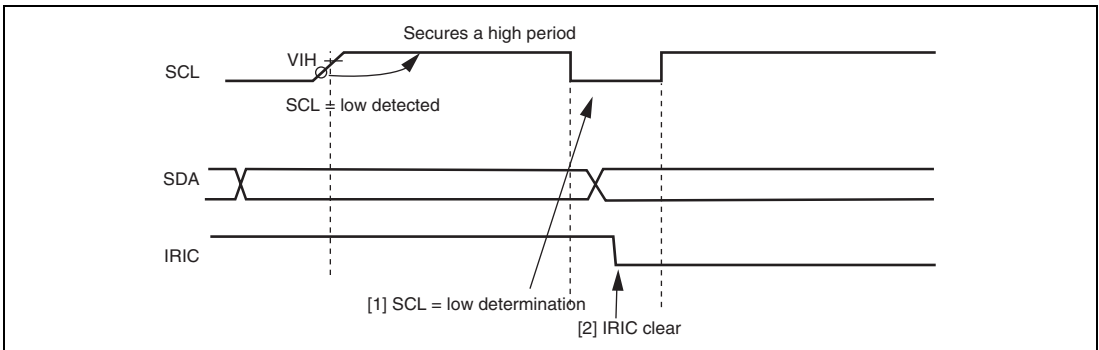 Secures a high period
VIH
SCL
SCL = low detected
SDA
IRIC
[1] SCL = low determination
[2] IRIC clear